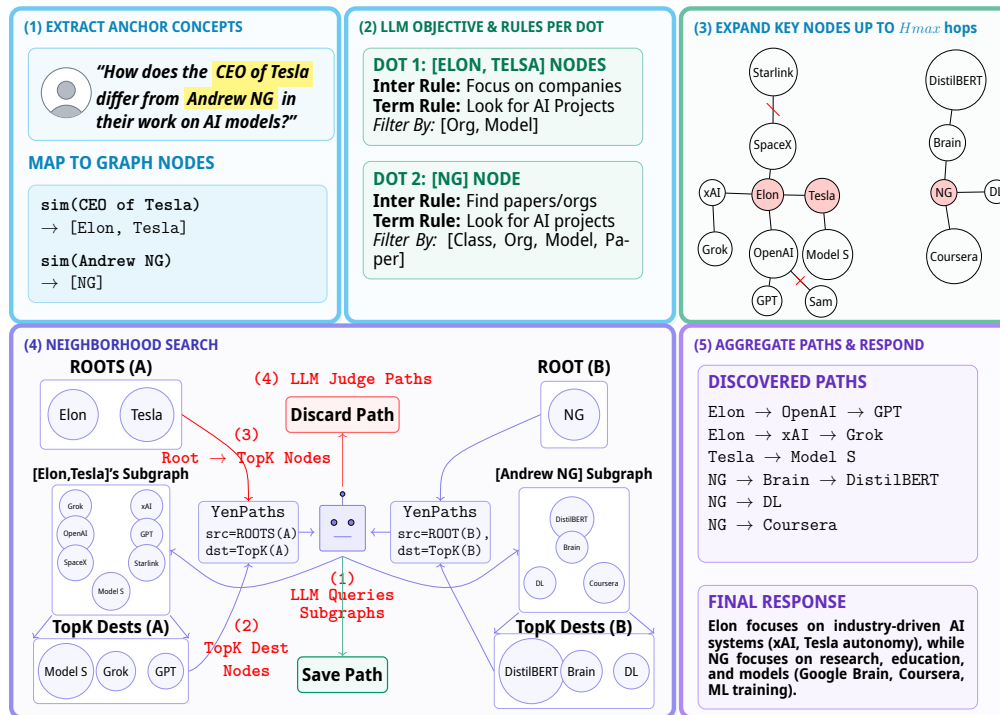 (1) EXTRACT ANCHOR CONCEPTS
“How does the CEO of Tesla
differ from Andrew NG in
their work on AI models?”
MAP TO GRAPH NODES
sim(CEO of Tesla)
→ [Elon, Tesla]
sim(Andrew NG)
→ [NG]
(2) LLM OBJECTIVE & RULES PER DOT
DOT 1: [ELON, TELSA] NODES
Inter Rule: Focus on companies
Term Rule: Look for AI Projects
Filter By: [Org, Model]
DOT 2: [NG] NODE
Inter Rule: Find papers/orgs
Term Rule: Look for AI projects
Filter By: [Class, Org, Model, Pa-
per]
(3) EXPAND KEY NODES UP TO Hmax hops
Starlink
SpaceX
xAI
Elon
Tesla
Grok
OpenAI
Model S
GPT
Sam
DistilBERT
Brain
NG
DL
Coursera
(4) NEIGHBORHOOD SEARCH
ROOTS (A)
Elon
Tesla
(4) LLM Judge Paths
Discard Path
ROOT (B)
NG
(3)
Root → TopK Nodes
[Elon,Tesla]'s Subgraph
Grok
xAI
OpenAI
GPT
SpaceX
Starlink
Model S
YenPaths
src=ROOTS(A)
dst=TopK(A)
YenPaths
src=ROOT(B),
dst=TopK(B)
[Andrew NG] Subgraph
DistilBERT
Brain
DL
Coursera
(1)
LLM Queries
Subgraphs
TopK Dests (A)
Model S
Grok
GPT
(2)
TopK Dest
Nodes
Save Path
TopK Dests (B)
DistilBERT
Brain
DL
(5) AGGREGATE PATHS & RESPOND
DISCOVERED PATHS
Elon → OpenAI → GPT
Elon → xAI → Grok
Tesla → Model S
NG → Brain → DistilBERT
NG → DL
NG → Coursera
FINAL RESPONSE
Elon focuses on industry-driven AI
systems (xAI, Tesla autonomy), while
NG focuses on research, education,
and models (Google Brain, Coursera,
ML training).